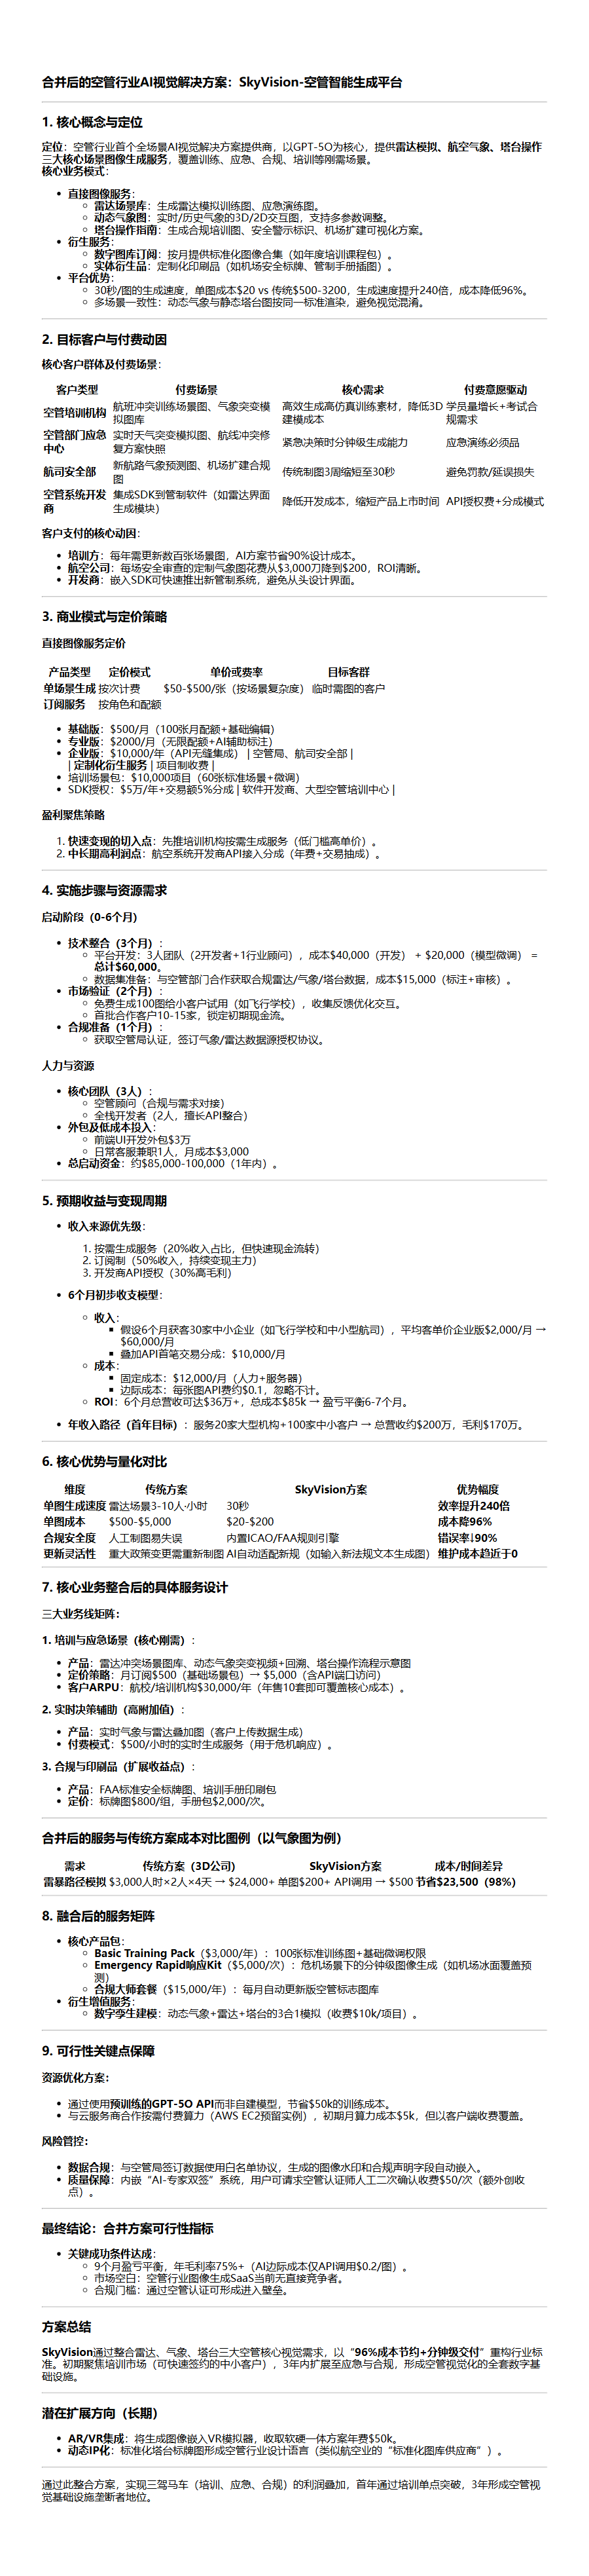 合并后的空管行业AI视觉解决方案：SkyVision-空管智能生成平台
1. 核心概念与定位
定位：空管行业首个全场景AI视觉解决方案提供商，以GPT-5O为核心，提供雷达模拟、航空气象、塔台操作
三大核心场景图像生成服务，覆盖训练、应急、合规、培训等刚需场景。
核心业务模式：
• 直接图像服务：
○ 雷达场景库：生成雷达模拟训练图、应急演练图。
○ 动态气象图：实时/历史气象的3D/2D交互图，支持多参数调整。
○ 塔台操作指南：生成合规培训图、安全警示标识、机场扩建可视化方案。
• 衍生服务：
○ 数字图库订阅：按月提供标准化图像合集（如年度培训课程包）。
○ 实体衍生品：定制化印刷品（如机场安全标牌、管制手册插图）。
• 平台优势：
○ 30秒/图的生成速度，单图成本$20 vs 传统$500-3200，生成速度提升240倍，成本降低96%。
○ 多场景一致性：动态气象与静态塔台图按同一标准渲染，避免视觉混淆。
2. 目标客户与付费动因
核心客户群体及付费场景：
客户类型 付费场景 核心需求 付费意愿驱动
空管培训机构 航班冲突训练场景图、气象突变模拟图库 高效生成高仿真训练素材，降低3D建模成本 学员量增长+考试合规需求
空管部门应急中心 实时天气突变模拟图、航线冲突修复方案快照 紧急决策时分钟级生成能力 应急演练必须品
航司安全部 新航路气象预测图、机场扩建合规图 传统制图3周缩短至30秒 避免罚款/延误损失
空管系统开发商 集成SDK到管制软件（如雷达界面生成模块） 降低开发成本，缩短产品上市时间 API授权费+分成模式
客户支付的核心动因：
• 培训方：每年需更新数百张场景图，AI方案节省90%设计成本。
• 航空公司：每场安全审查的定制气象图花费从$3,000刀降到$200，ROI清晰。
• 开发商：嵌入SDK可快速推出新管制系统，避免从头设计界面。
3. 商业模式与定价策略
直接图像服务定价
产品类型 定价模式 单价或费率 目标客群
单场景生成 按次计费 $50-$500/张（按场景复杂度） 临时需图的客户
订阅服务 按角色和配额
• 基础版：$500/月（100张月配额+基础编辑）
• 专业版：$2000/月（无限配额+AI辅助标注）
• 企业版：$10,000/年（API无缝集成） | 空管局、航司安全部 |
| 定制化衍生服务 | 项目制收费 |
• 培训场景包：$10,000项目（60张标准场景+微调）
• SDK授权：$5万/年+交易额5%分成 | 软件开发商、大型空管培训中心 |
盈利聚焦策略
1. 快速变现的切入点：先推培训机构按需生成服务（低门槛高单价）。
2. 中长期高利润点：航空系统开发商API接入分成（年费+交易抽成）。
4. 实施步骤与资源需求
启动阶段（0-6个月）
• 技术整合（3个月）：
○ 平台开发：3人团队（2开发者+1行业顾问），成本$40,000（开发） + $20,000（模型微调） =
总计$60,000。
○ 数据集准备：与空管部门合作获取合规雷达/气象/塔台数据，成本$15,000（标注+审核）。
• 市场验证（2个月）：
○ 免费生成100图给小客户试用（如飞行学校），收集反馈优化交互。
○ 首批合作客户10-15家，锁定初期现金流。
• 合规准备（1个月）：
○ 获取空管局认证，签订气象/雷达数据源授权协议。
人力与资源
• 核心团队（3人）：
○ 空管顾问（合规与需求对接）
○ 全栈开发者（2人，擅长API整合）
• 外包及低成本投入：
○ 前端UI开发外包$3万
○ 日常客服兼职1人，月成本$3,000
• 总启动资金：约$85,000-100,000（1年内）。
5. 预期收益与变现周期
• 收入来源优先级：
1. 按需生成服务（20%收入占比，但快速现金流转）
2. 订阅制（50%收入，持续变现主力）
3. 开发商API授权（30%高毛利）
• 6个月初步收支模型：
○ 收入：
▪ 假设6个月获客30家中小企业（如飞行学校和中小型航司），平均客单价企业版$2,000/月 →
$60,000/月
▪ 叠加API首笔交易分成：$10,000/月
○ 成本：
▪ 固定成本：$12,000/月（人力+服务器）
▪ 边际成本：每张图API费约$0.1，忽略不计。
○ ROI：6个月总营收可达$36万+，总成本$85k → 盈亏平衡6-7个月。
• 年收入路径（首年目标）：服务20家大型机构+100家中小客户 → 总营收约$200万，毛利$170万。
6. 核心优势与量化对比
维度 传统方案 SkyVision方案 优势幅度
单图生成速度 雷达场景3-10人·小时 30秒 效率提升240倍
单图成本 $500-$5,000 $20-$200 成本降96%
合规安全度 人工制图易失误 内置ICAO/FAA规则引擎 错误率↓90%
更新灵活性 重大政策变更需重新制图 AI自动适配新规（如输入新法规文本生成图） 维护成本趋近于0
7. 核心业务整合后的具体服务设计
三大业务线矩阵：
1. 培训与应急场景（核心刚需）：
• 产品：雷达冲突场景图库、动态气象突变视频+回溯、塔台操作流程示意图
• 定价策略：月订阅$500（基础场景包）→ $5,000（含API端口访问）
• 客户ARPU：航校/培训机构$30,000/年（年售10套即可覆盖核心成本）。
2. 实时决策辅助（高附加值）：
• 产品：实时气象与雷达叠加图（客户上传数据生成）
• 付费模式：$500/小时的实时生成服务（用于危机响应）。
3. 合规与印刷品（扩展收益点）：
• 产品：FAA标准安全标牌图、培训手册印刷包
• 定价：标牌图$800/组，手册包$2,000/次。
合并后的服务与传统方案成本对比图例（以气象图为例）
需求 传统方案（3D公司） SkyVision方案 成本/时间差异
雷暴路径模拟 $3,000人时×2人×4天 → $24,000+ 单图$200+ API调用 → $500 节省$23,500（98%）
8. 融合后的服务矩阵
• 核心产品包：
○ Basic Training Pack（$3,000/年）：100张标准训练图+基础微调权限
○ Emergency Rapid响应Kit（$5,000/次）：危机场景下的分钟级图像生成（如机场冰面覆盖预
测）
○ 合规大师套餐（$15,000/年）：每月自动更新版空管标志图库
• 衍生增值服务：
○ 数字孪生建模：动态气象+雷达+塔台的3合1模拟（收费$10k/项目）。
9. 可行性关键点保障
资源优化方案：
• 通过使用预训练的GPT-5O API而非自建模型，节省$50k的训练成本。
• 与云服务商合作按需付费算力（AWS EC2预留实例），初期月算力成本$5k，但以客户端收费覆盖。
风险管控：
• 数据合规：与空管局签订数据使用白名单协议，生成的图像水印和合规声明字段自动嵌入。
• 质量保障：内嵌“AI-专家双签”系统，用户可请求空管认证师人工二次确认收费$50/次（额外创收
点）。
最终结论：合并方案可行性指标
• 关键成功条件达成：
○ 9个月盈亏平衡，年毛利率75%+（AI边际成本仅API调用$0.2/图）。
○ 市场空白：空管行业图像生成SaaS当前无直接竞争者。
○ 合规门槛：通过空管认证可形成进入壁垒。
方案总结
SkyVision通过整合雷达、气象、塔台三大空管核心视觉需求，以“96%成本节约+分钟级交付”重构行业标
准。初期聚焦培训市场（可快速签约的中小客户），3年内扩展至应急与合规，形成空管视觉化的全套数字基
础设施。
潜在扩展方向（长期）
• AR/VR集成：将生成图像嵌入VR模拟器，收取软硬一体方案年费$50k。
• 动态IP化：标准化塔台标牌图形成空管行业设计语言（类似航空业的“标准化图库供应商”）。
通过此整合方案，实现三驾马车（培训、应急、合规）的利润叠加，首年通过培训单点突破，3年形成空管视
觉基础设施垄断者地位。